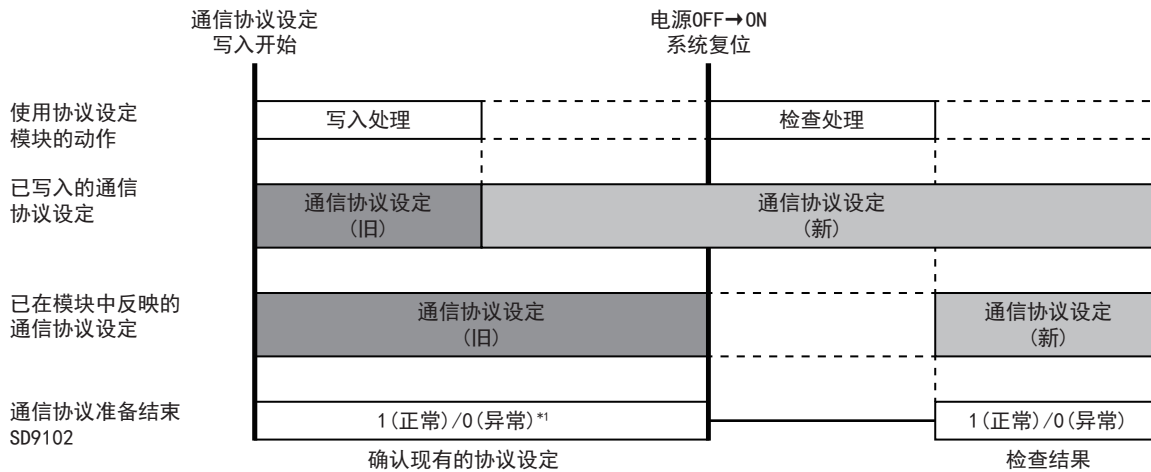 通信协议设定
写入开始
电源OFF→ON
系统复位
使用协议设定
模块的动作
写入处理
检查处理
已写入的通信
协议设定
通信协议设定
(旧)
通信协议设定
(新)
已在模块中反映的
通信协议设定
通信协议设定
(旧)
通信协议设定
(新)
通信协议准备结束
SD9102
1(正常)/0(异常)*1
1(正常)/0(异常)
确认现有的协议设定
检查结果